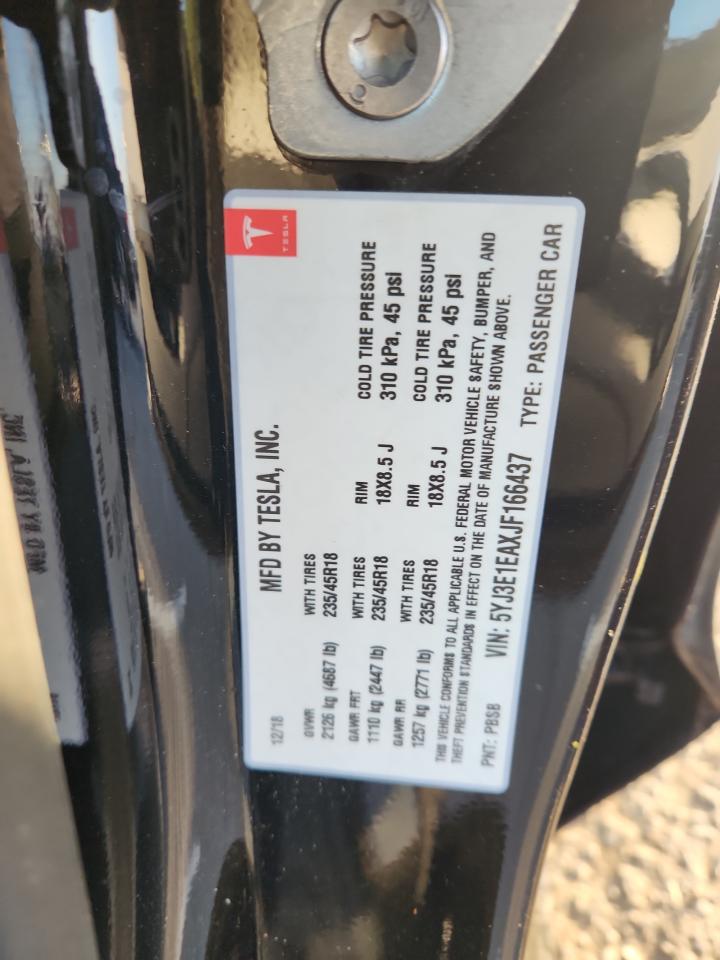 TESLA
MFD BY TESLA, INC.
12/18
GVWR WITH TIRES
2126 kg (4687 lb) 235/45R18
GAWR FRT WITH TIRES RIM COLD TIRE PRESSURE
1110 kg (2447 lb) 235/45R18 18X8.5 J 310 kPa, 45 psi
GAWR RR WITH TIRES RIM COLD TIRE PRESSURE
1257 kg (2771 lb) 235/45R18 18X8.5 J 310 kPa, 45 psi
THIS VEHICLE CONFORMS TO ALL APPLICABLE U.S. FEDERAL MOTOR VEHICLE SAFETY, BUMPER, AND
THEFT PREVENTION STANDARDS IN EFFECT ON THE DATE OF MANUFACTURE SHOWN ABOVE.
PNT: PBSB VIN: 5YJ3E1EAXJF166437 TYPE: PASSENGER CAR